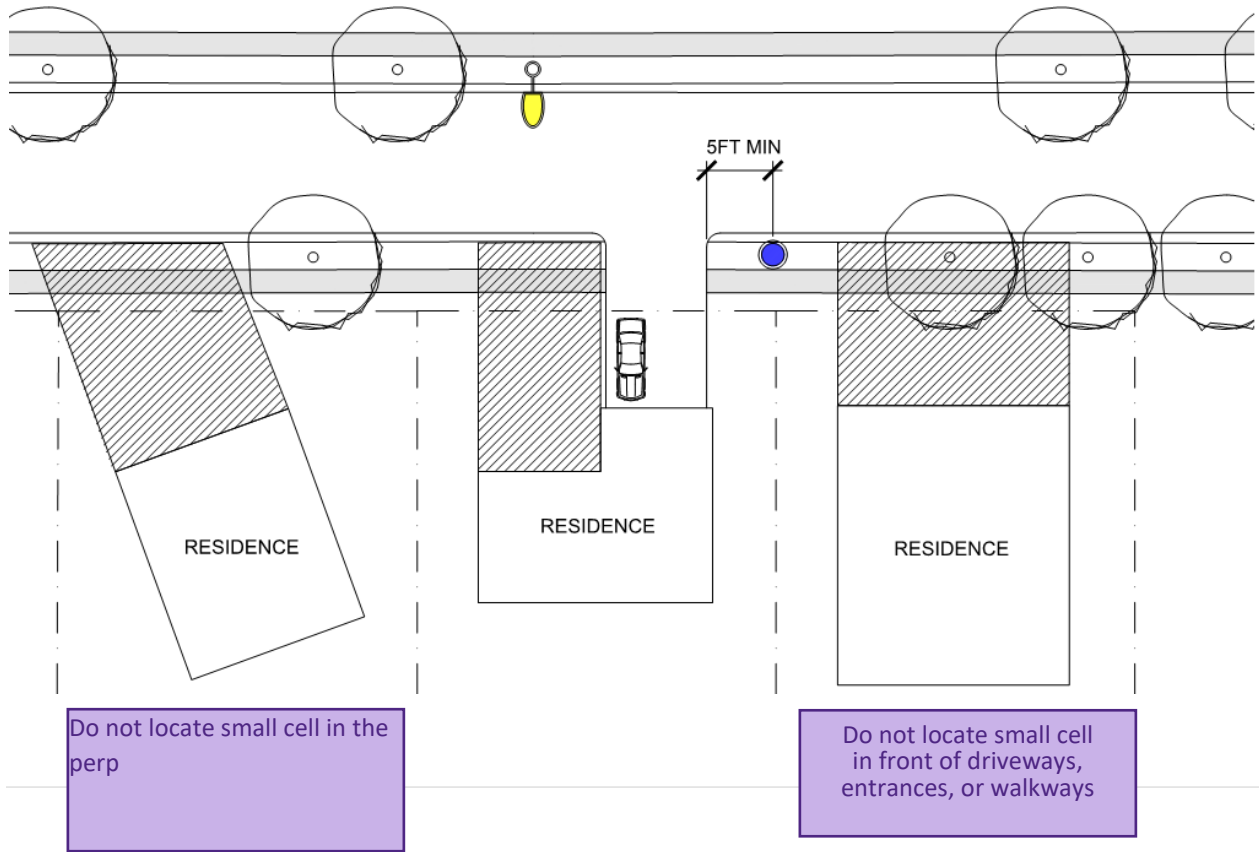 5FT MIN
RESIDENCE
RESIDENCE
RESIDENCE
Do not locate small cell in the
perp
Do not locate small cell
in front of driveways,
entrances, or walkways